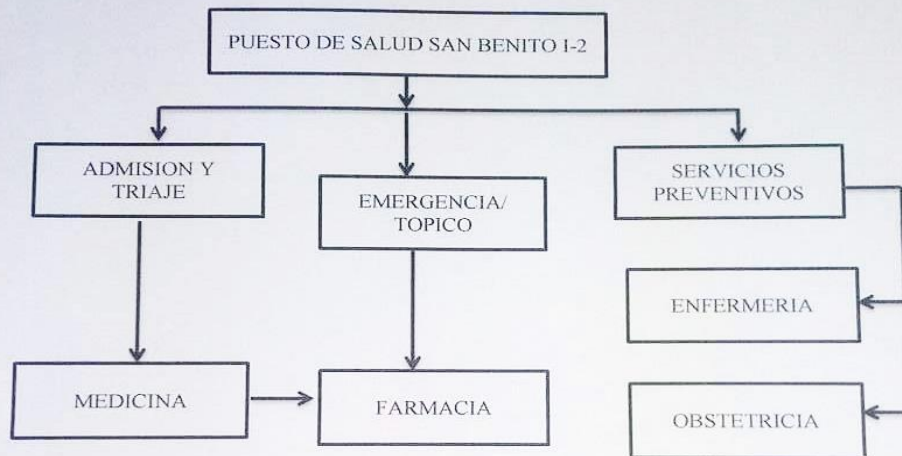 PUESTO DE SALUD SAN BENITO I-2
ADMISION Y
TRIAJE
EMERGENCIA/
TOPICO
SERVICIOS
PREVENTIVOS
ENFERMERIA
MEDICINA
FARMACIA
OBSTETRICIA